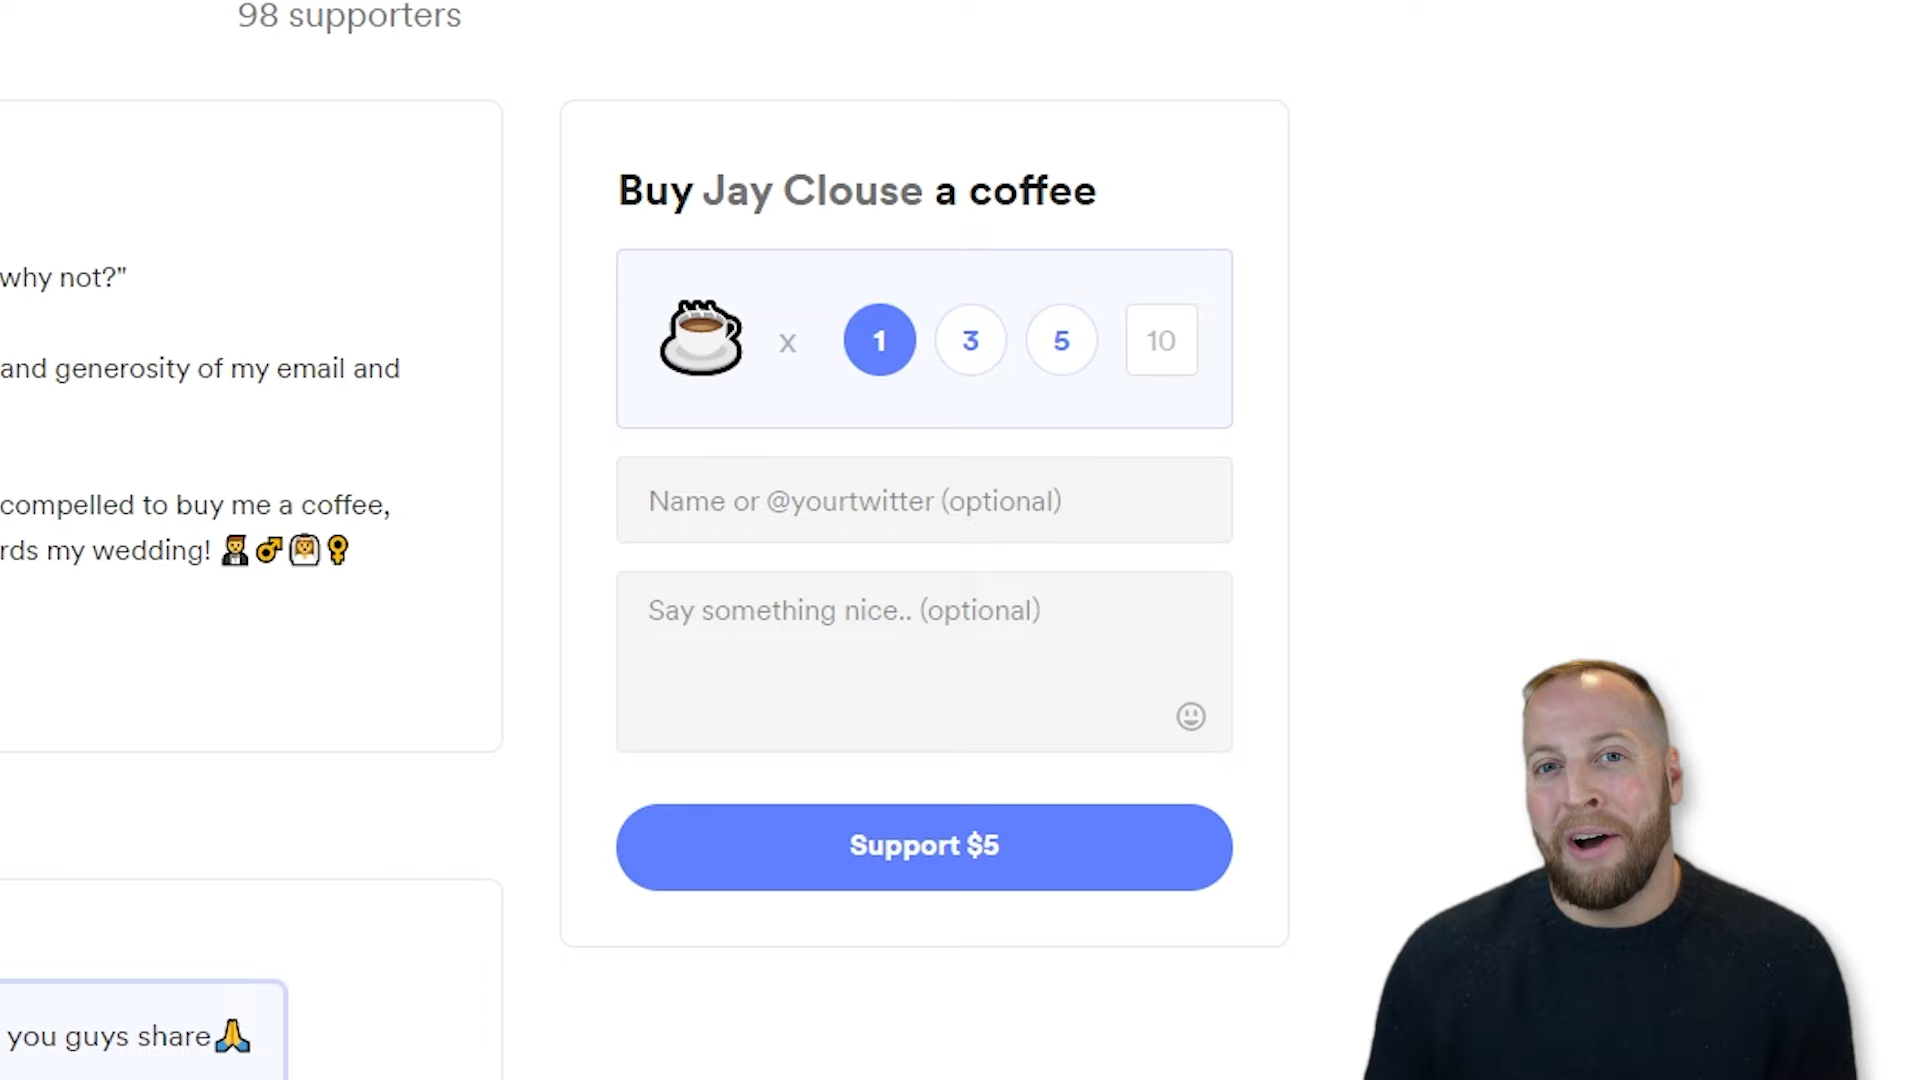 98 supporters
why not?"
and generosity of my email and
compelled to buy me a coffee,
rds my wedding! 🤵‍♂️👰‍♀️
you guys share🙏
Buy Jay Clouse a coffee
x 1 3 5 10
Name or @yourtwitter (optional)
Say something nice.. (optional)
Support $5